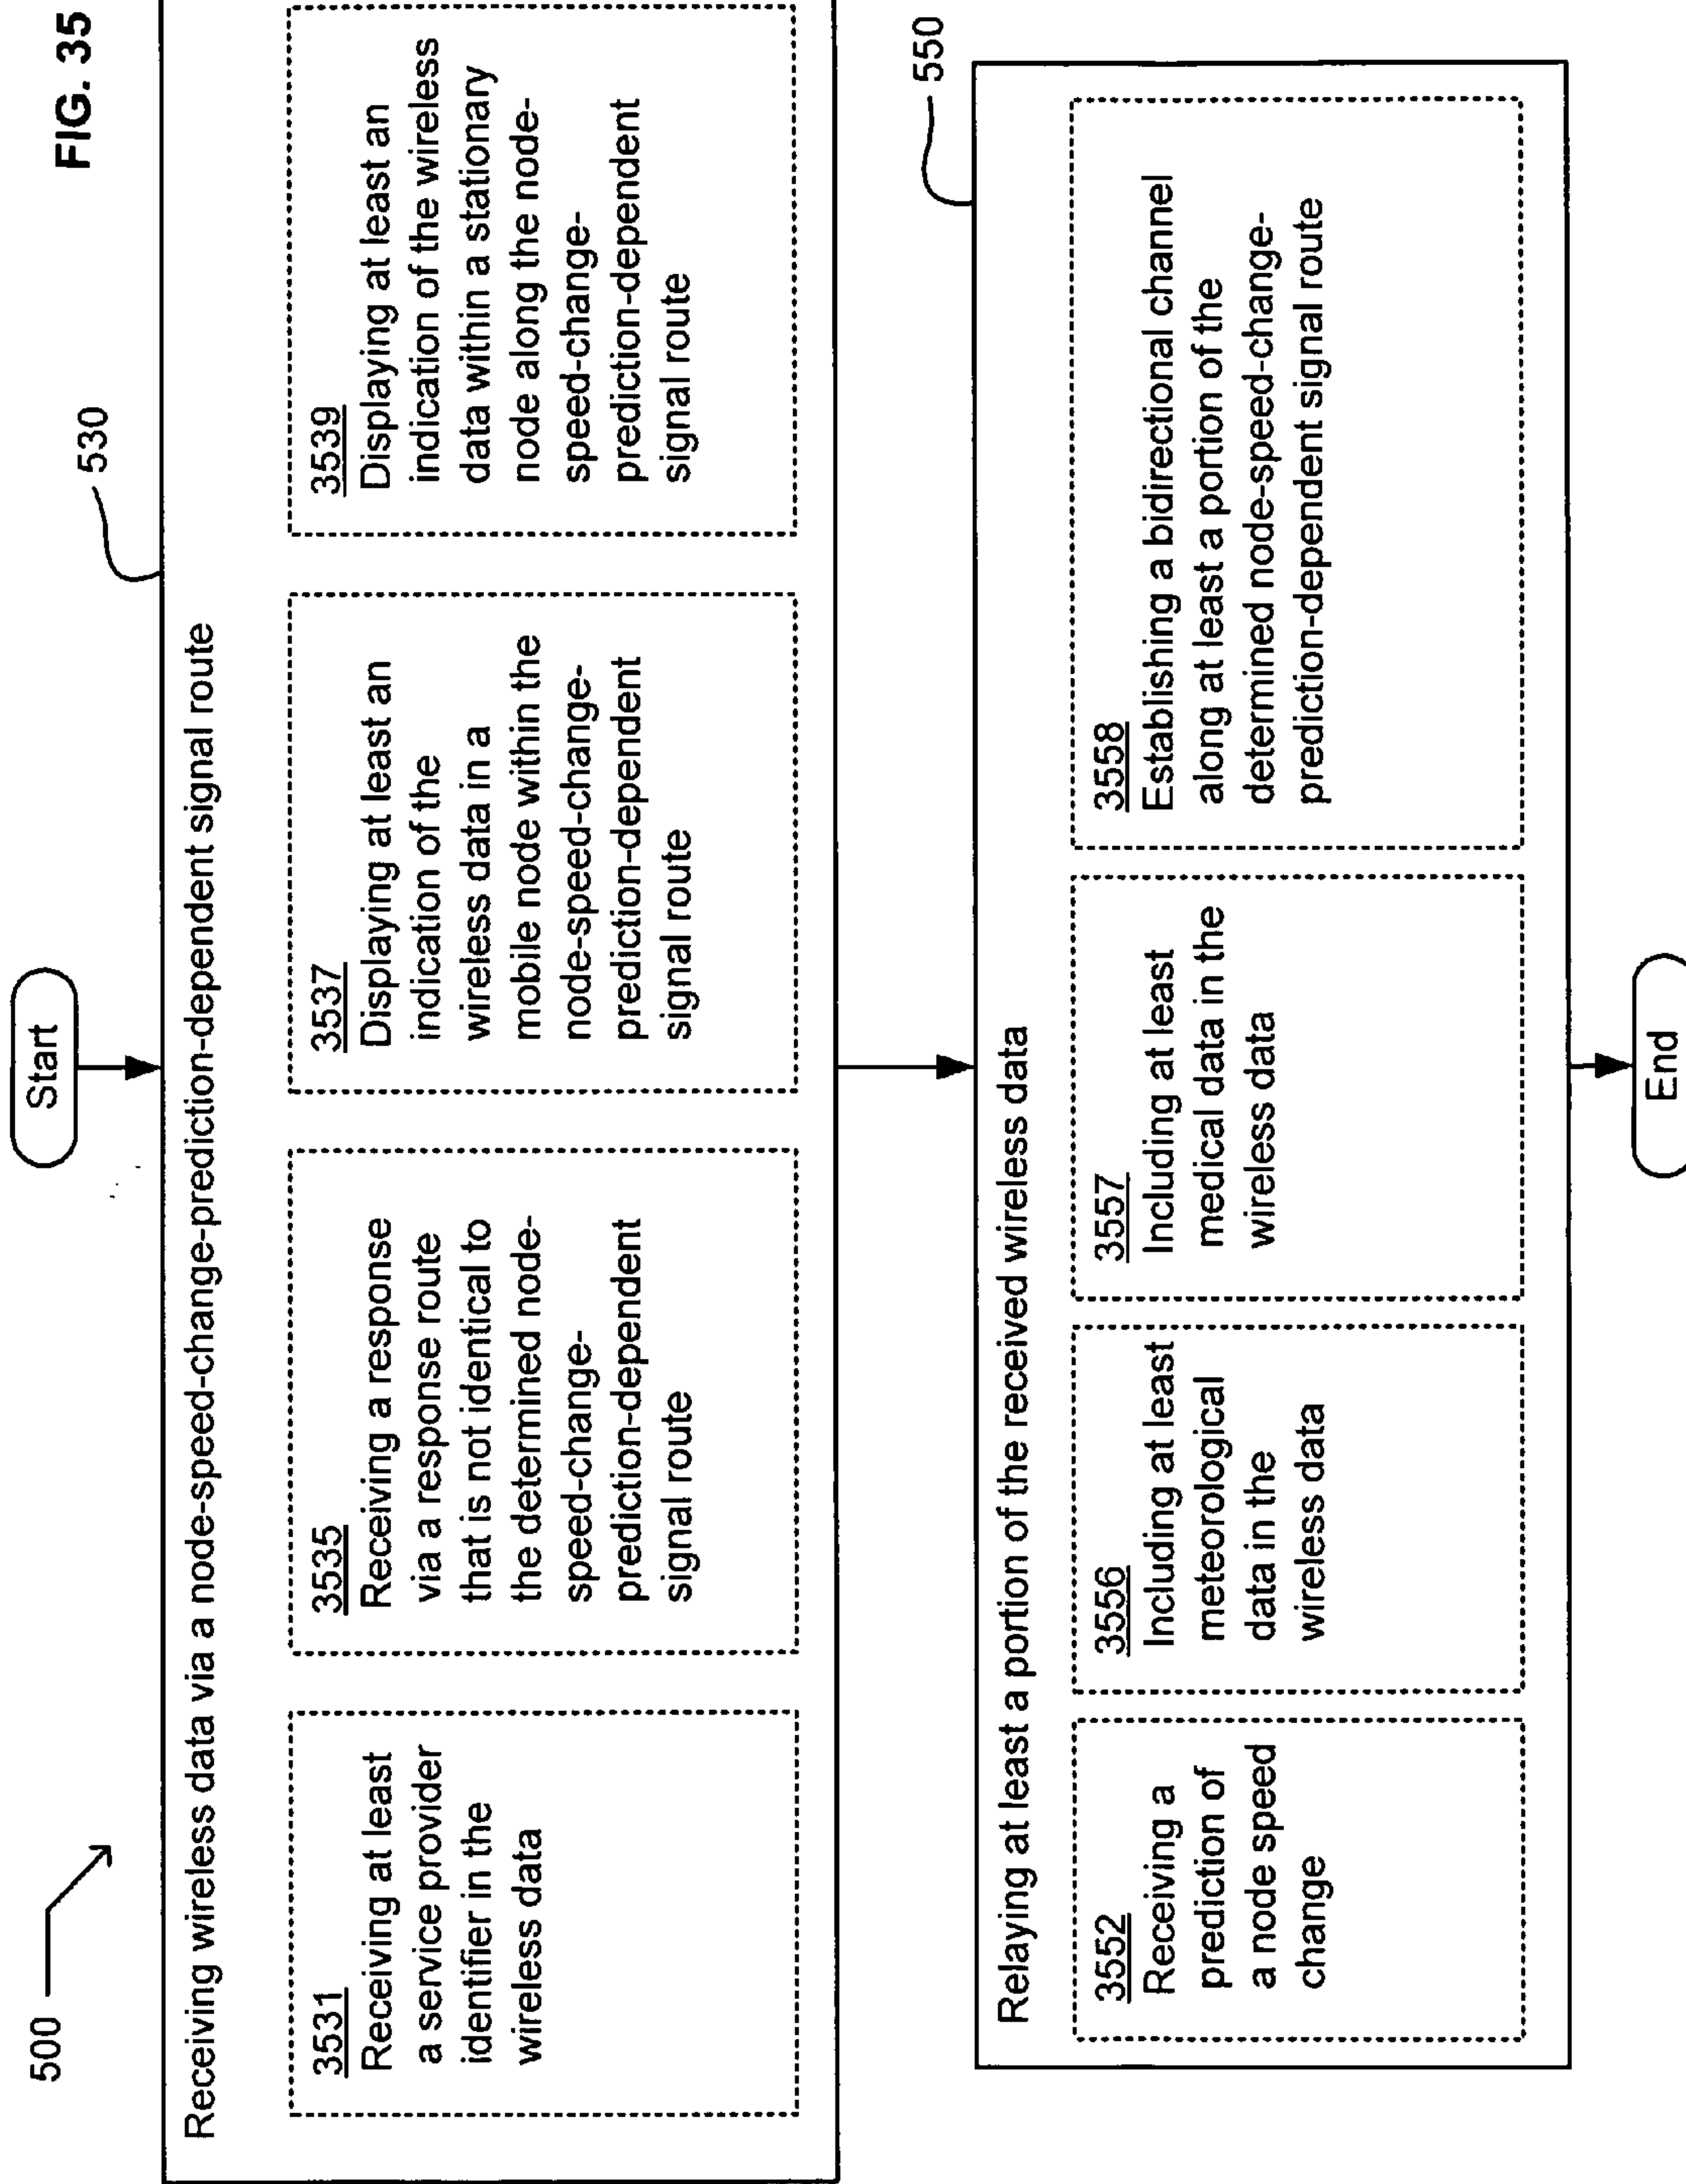 FIG. 35
500
Start
530
Receiving wireless data via a node-speed-change-prediction-dependent signal route
3531
Receiving at least
a service provider
identifier in the
wireless data
3535
Receiving a response
via a response route
that is not identical to
the determined node-
speed-change-
prediction-dependent
signal route
3537
Displaying at least an
indication of the
wireless data in a
mobile node within the
node-speed-change-
prediction-dependent
signal route
3539
Displaying at least an
indication of the wireless
data within a stationary
node along the node-
speed-change-
prediction-dependent
signal route
550
Relaying at least a portion of the received wireless data
3552
Receiving a
prediction of
a node speed
change
3556
Including at least
meteorological
data in the
wireless data
3557
Including at least
medical data in the
wireless data
3558
Establishing a bidirectional channel
along at least a portion of the
determined node-speed-change-
prediction-dependent signal route
End